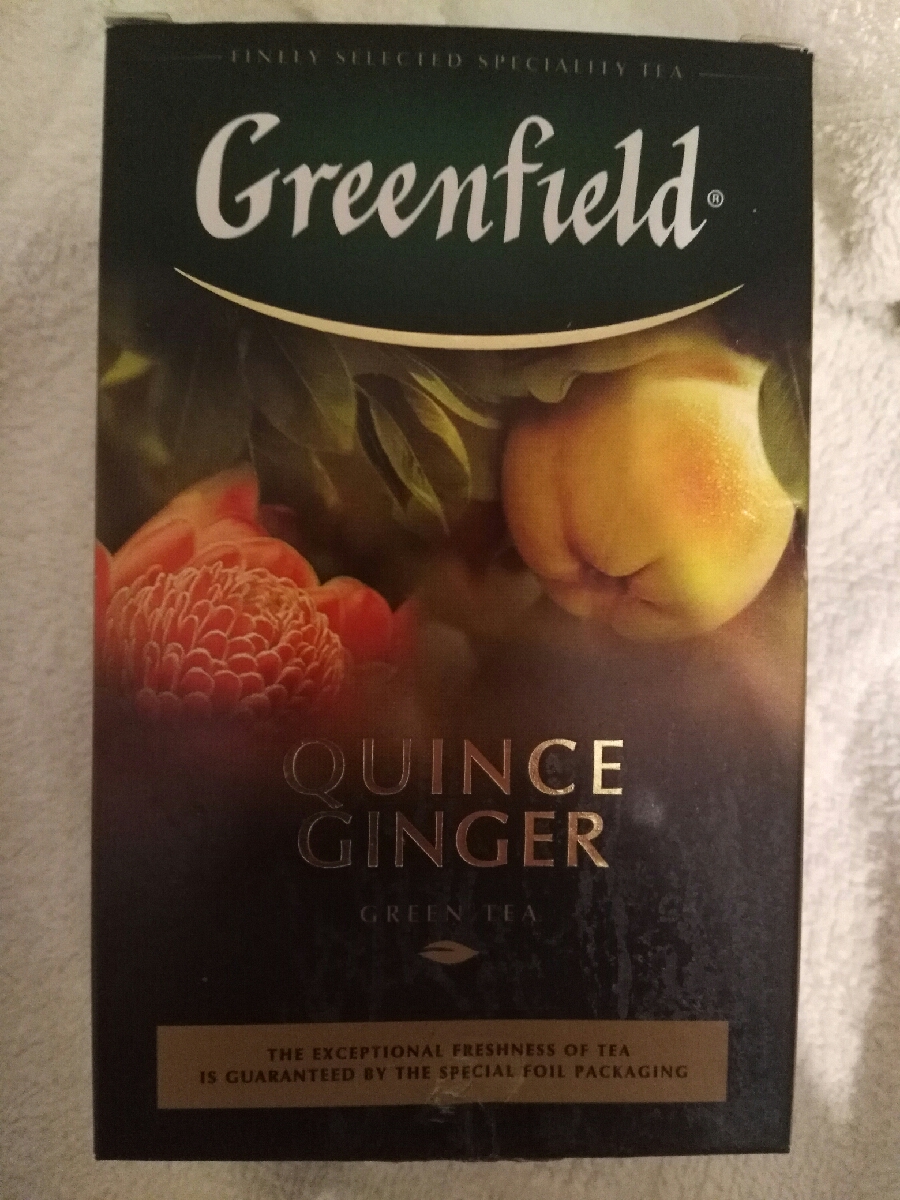 FINELY SELECTED SPECIALITY TEA
Greenfield®
QUINCE
GINGER
GREEN TEA
THE EXCEPTIONAL FRESHNESS OF TEA
IS GUARANTEED BY THE SPECIAL FOIL PACKAGING